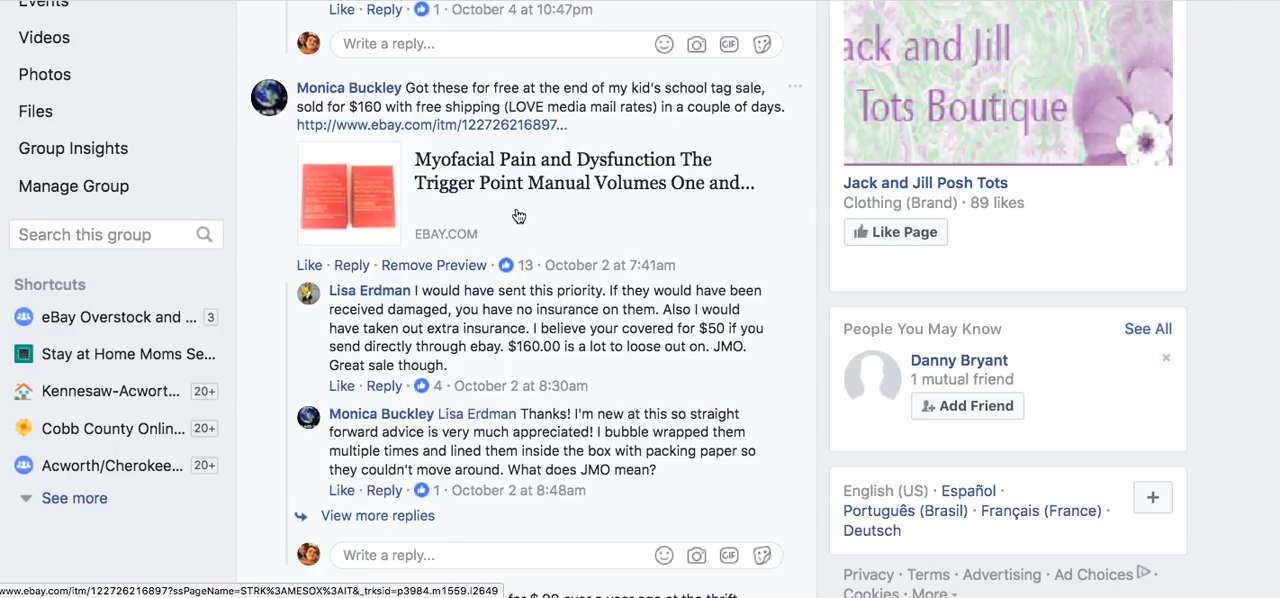 Events
Videos
Photos
Files
Group Insights
Manage Group
Search this group
Shortcuts
eBay Overstock and ... 3
Stay at Home Moms Se...
Kennesaw-Acwort... 20+
Cobb County Onlin... 20+
Acworth/Cherokee... 20+
See more
Like · Reply · 1 · October 4 at 10:47pm
Write a reply...
GIF
Monica Buckley Got these for free at the end of my kid's school tag sale,
sold for $160 with free shipping (LOVE media mail rates) in a couple of days.
http://www.ebay.com/itm/122726216897...
Myofacial Pain and Dysfunction The
Trigger Point Manual Volumes One and...
EBAY.COM
Like · Reply · Remove Preview · 13 · October 2 at 7:41am
Lisa Erdman I would have sent this priority. If they would have been
received damaged, you have no insurance on them. Also I would
have taken out extra insurance. I believe your covered for $50 if you
send directly through ebay. $160.00 is a lot to loose out on. JMO.
Great sale though.
Like · Reply · 4 · October 2 at 8:30am
Monica Buckley Lisa Erdman Thanks! I'm new at this so straight
forward advice is very much appreciated! I bubble wrapped them
multiple times and lined them inside the box with packing paper so
they couldn't move around. What does JMO mean?
Like · Reply · 1 · October 2 at 8:48am
View more replies
Write a reply...
GIF
www.ebay.com/itm/122726216897?ssPageName=STRK%3AMESOX%3AIT&_trksid=p3984.m1559.l2649
ack and Jill
Tots Boutique
Jack and Jill Posh Tots
Clothing (Brand) · 89 likes
Like Page
People You May Know See All
Danny Bryant
1 mutual friend
Add Friend
English (US) · Español ·
Português (Brasil) · Français (France) ·
Deutsch
Privacy · Terms · Advertising · Ad Choices ·
Cookies · More